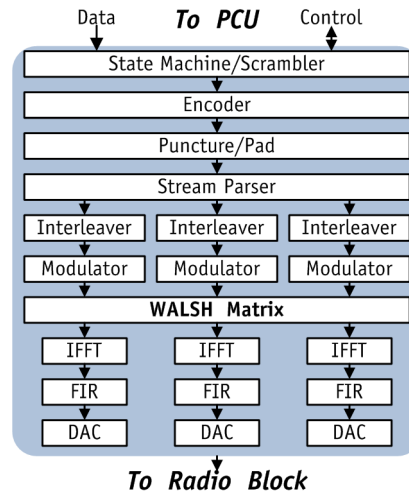 Data To PCU Control
State Machine/Scrambler
Encoder
Puncture/Pad
Stream Parser
Interleaver Interleaver Interleaver
Modulator Modulator Modulator
WALSH Matrix
IFFT IFFT IFFT
FIR FIR FIR
DAC DAC DAC
To Radio Block